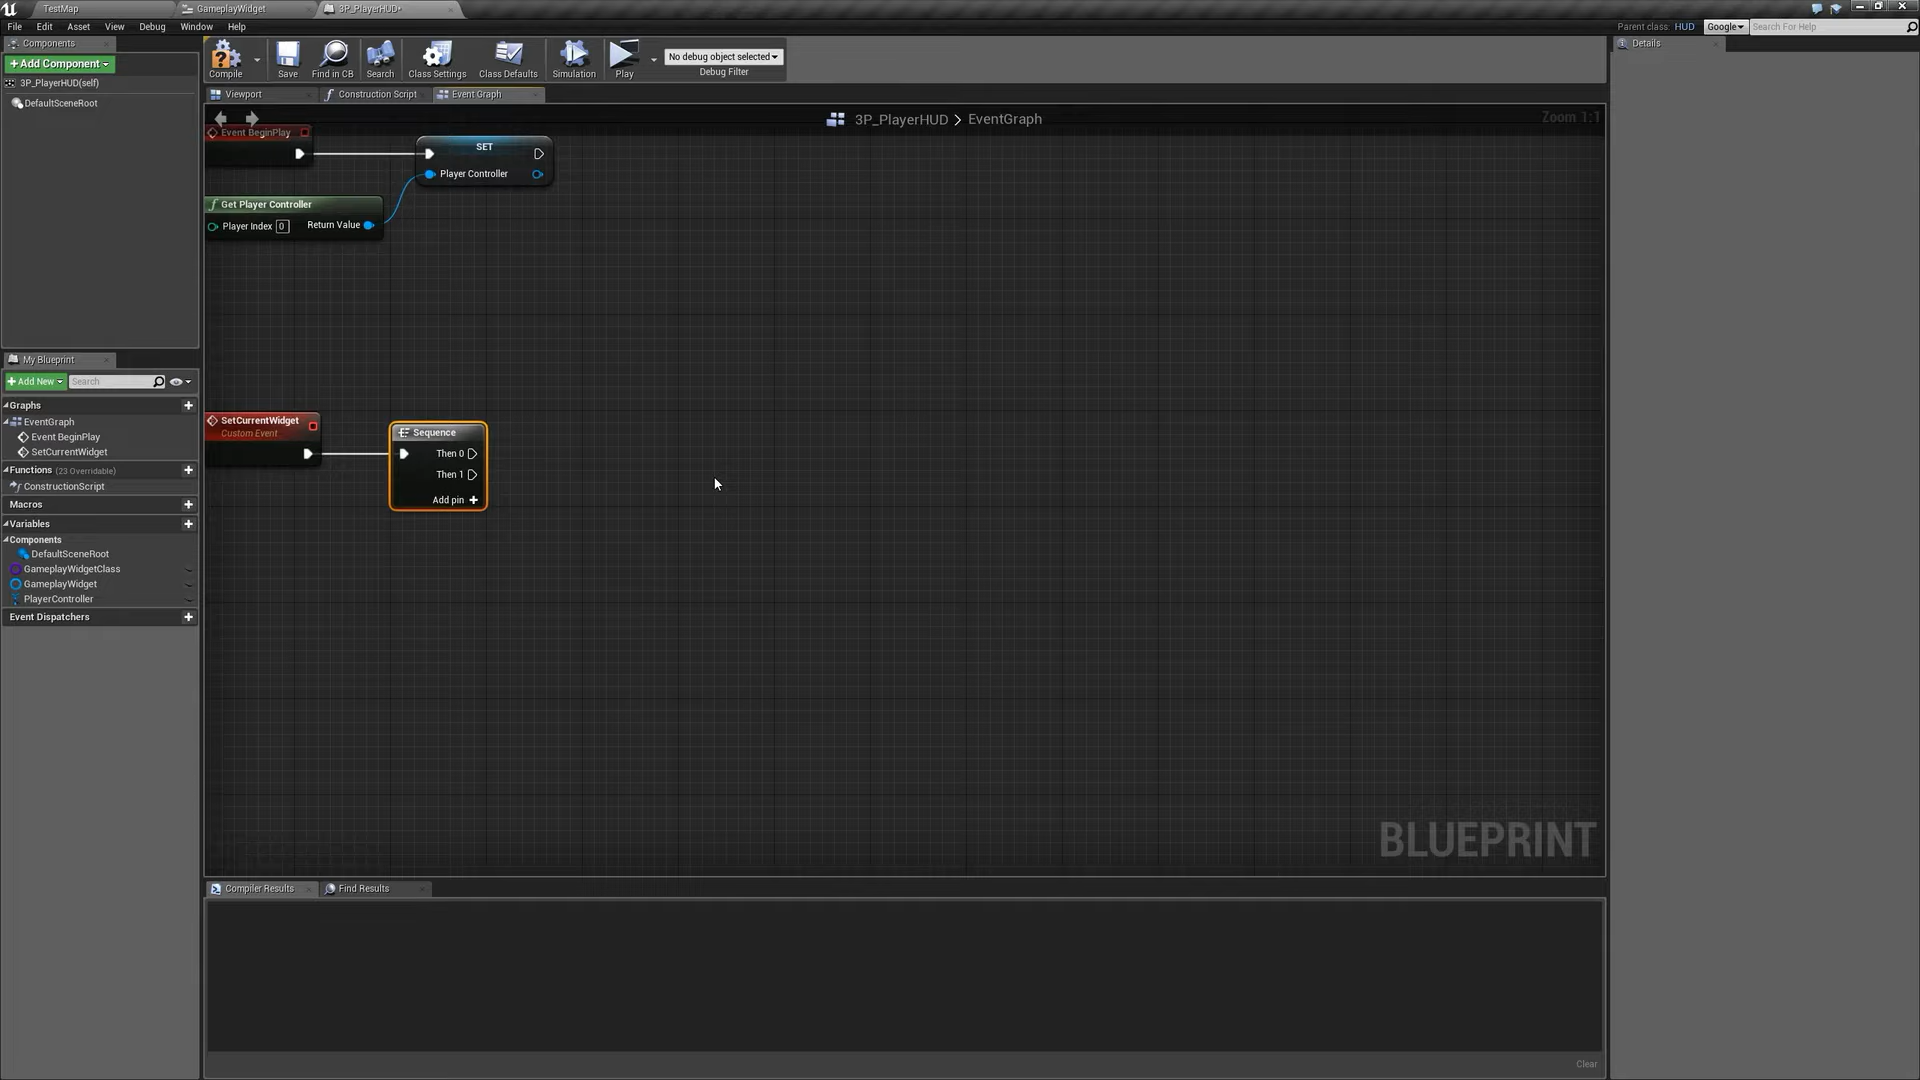 TestMap
GameplayWidget
3P_PlayerHUD*
File Edit Asset View Debug Window Help
Parent class: HUD
Google
Search For Help
Components
+Add Component
3P_PlayerHUD(self)
DefaultSceneRoot
Compile
Save
Find in CB
Search
Class Settings
Class Defaults
Simulation
Play
No debug object selected
Debug Filter
Details
Viewport
Construction Script
Event Graph
3P_PlayerHUD > EventGraph
Zoom 1:1
Event BeginPlay
SET
Player Controller
Get Player Controller
Player Index 0
Return Value
My Blueprint
+Add New
Search
Graphs
EventGraph
Event BeginPlay
SetCurrentWidget
Functions (23 Overridable)
ConstructionScript
Macros
Variables
Components
DefaultSceneRoot
GameplayWidgetClass
GameplayWidget
PlayerController
Event Dispatchers
SetCurrentWidget
Custom Event
Sequence
Then 0
Then 1
Add pin +
BLUEPRINT
Compiler Results
Find Results
Clear